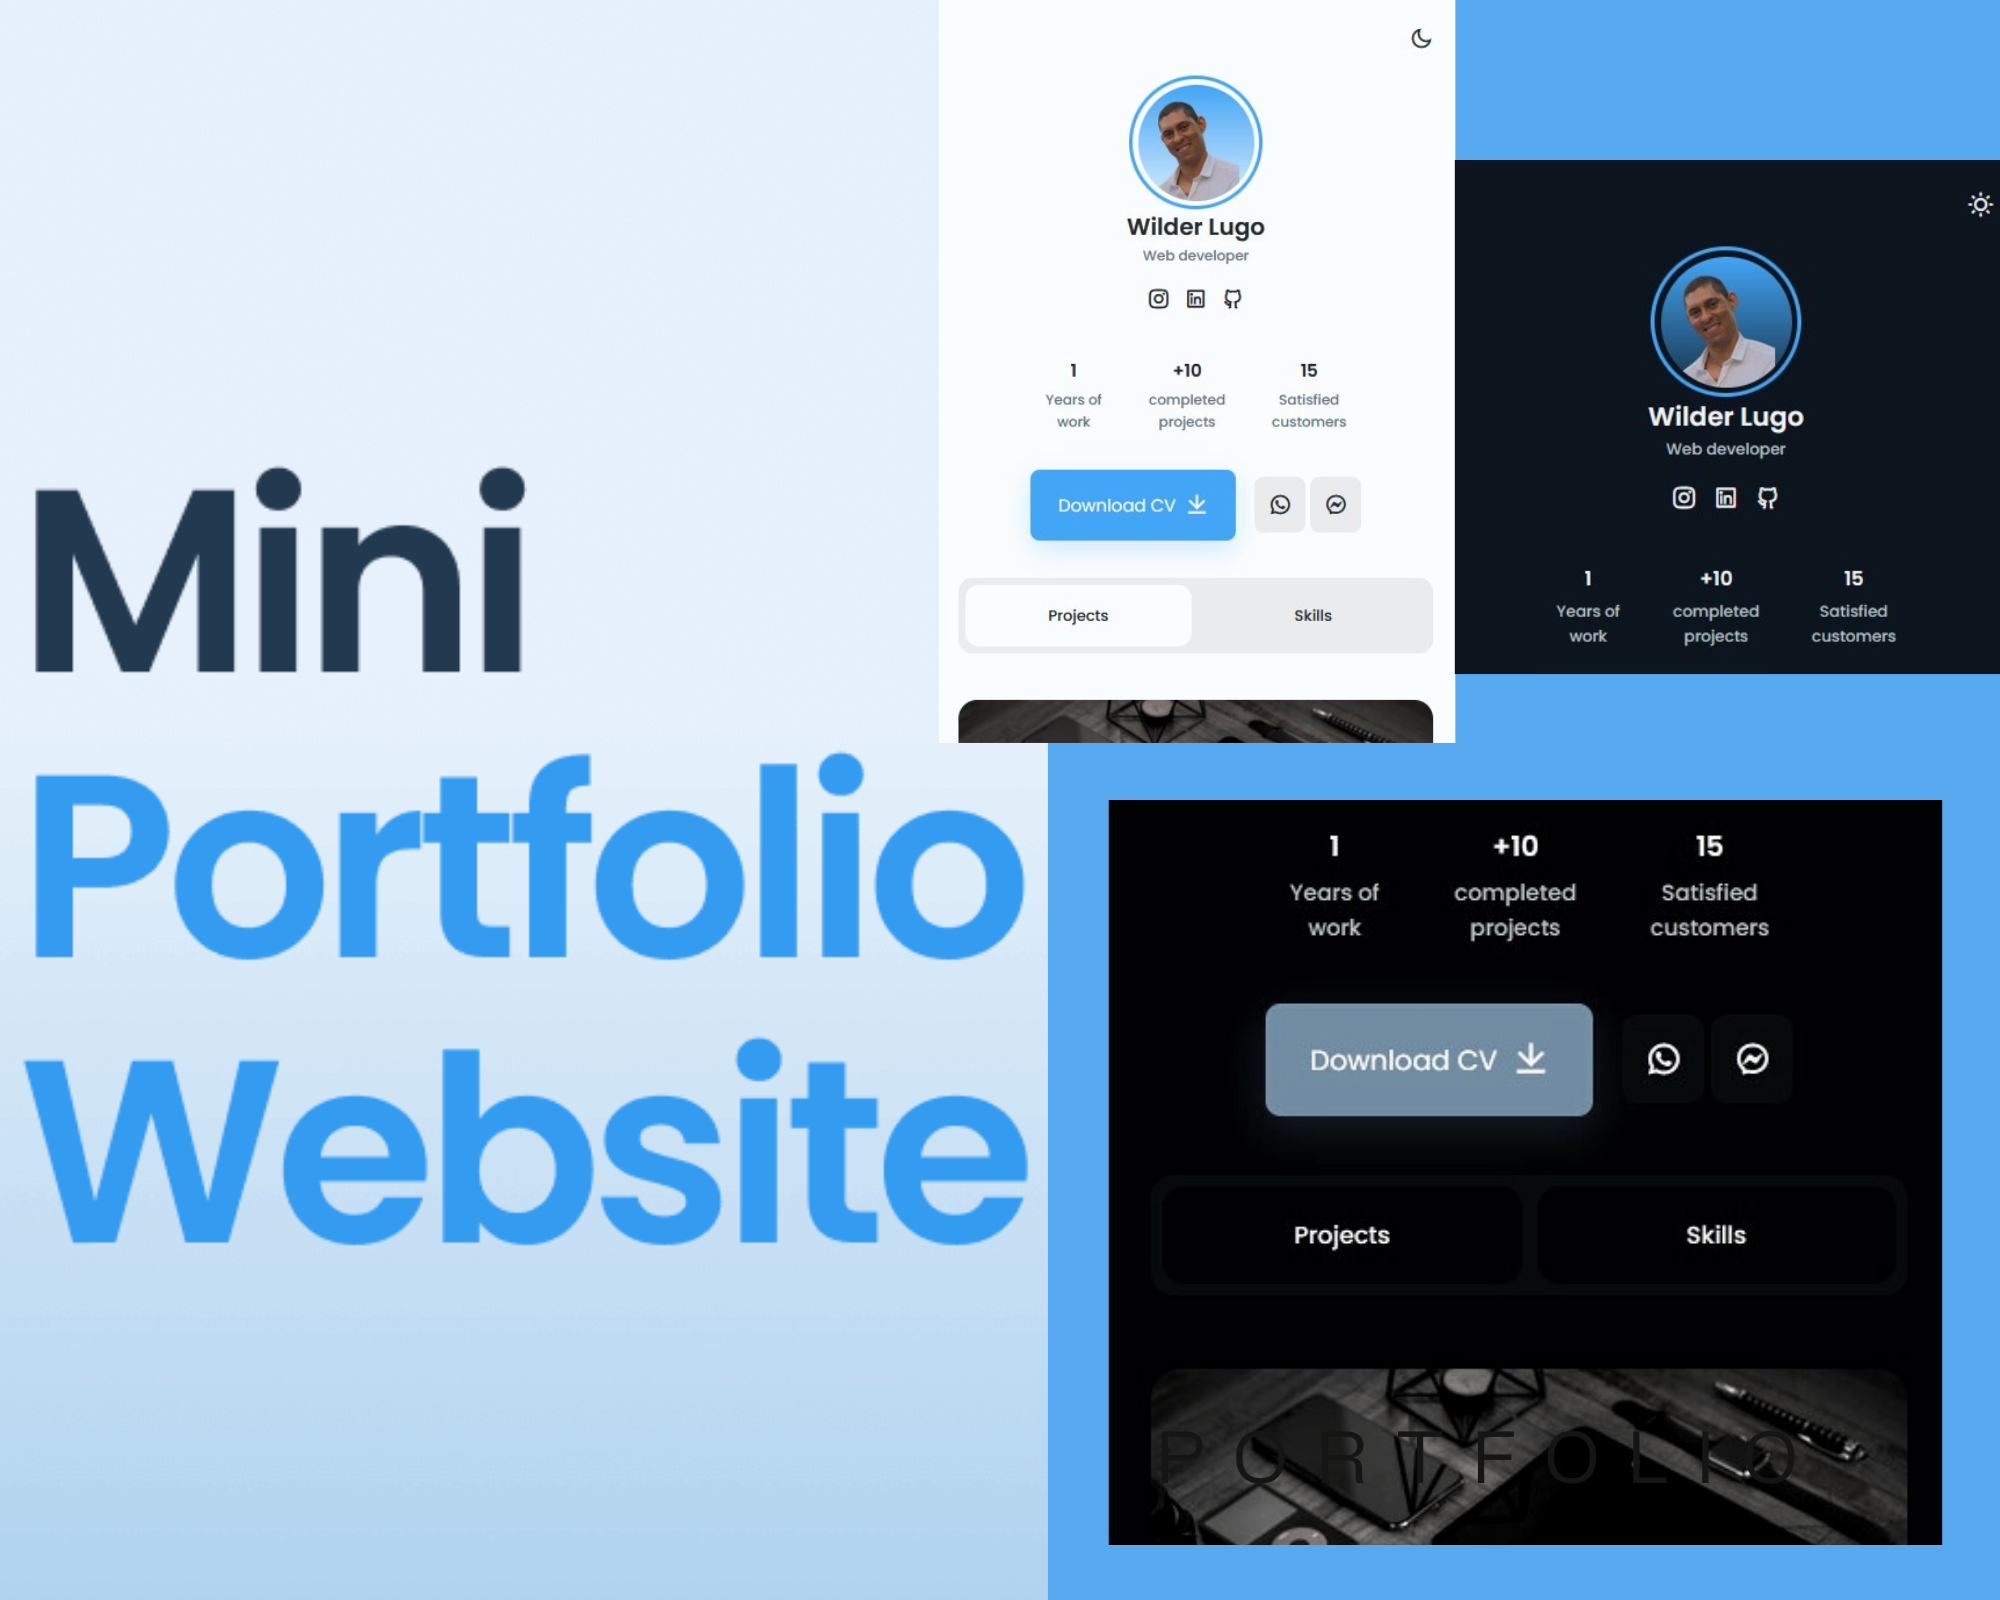 Mini
Portfolio
Website
Wilder Lugo
Web developer
1 +10 15
Years of completed Satisfied
work projects customers
Download CV
Projects Skills
Wilder Lugo
Web developer
1 +10 15
Years of completed Satisfied
work projects customers
1 +10 15
Years of completed Satisfied
work projects customers
Download CV
Projects Skills
PORTFOLIO